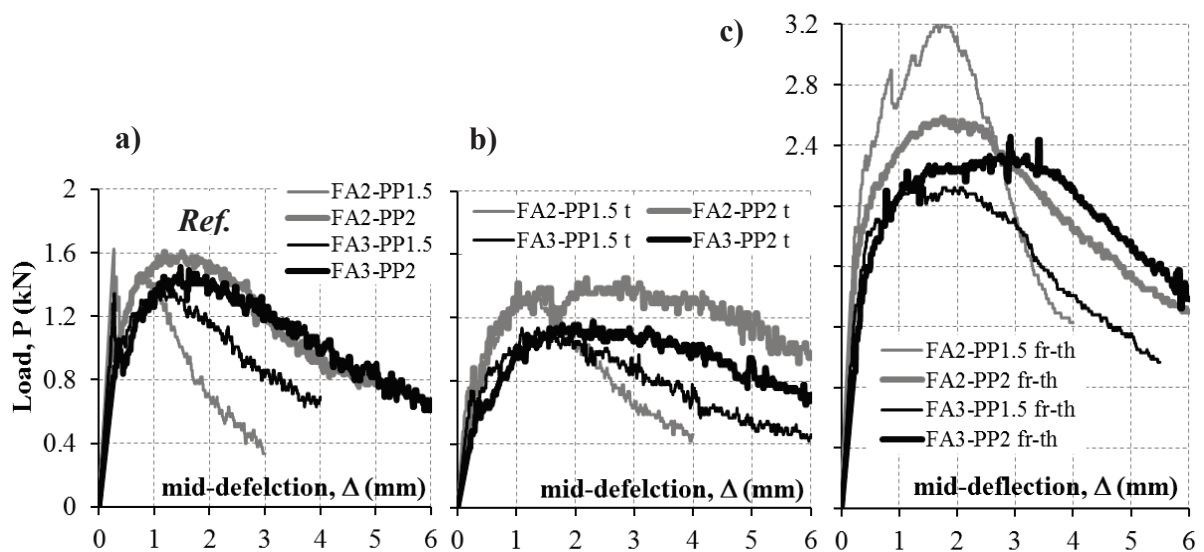 a)
Ref.
FA2-PP1.5
FA2-PP2
FA3-PP1.5
FA3-PP2
2
1.6
1.2
0.8
0.4
0
Load, P (kN)
mid-defelction, Δ (mm)
0 1 2 3 4 5 6
b)
FA2-PP1.5 t FA2-PP2 t
FA3-PP1.5 t FA3-PP2 t
mid-defelction, Δ (mm)
0 1 2 3 4 5 6
c)
3.2
2.8
2.4
FA2-PP1.5 fr-th
FA2-PP2 fr-th
FA3-PP1.5 fr-th
FA3-PP2 fr-th
mid-deflection, Δ (mm)
0 1 2 3 4 5 6